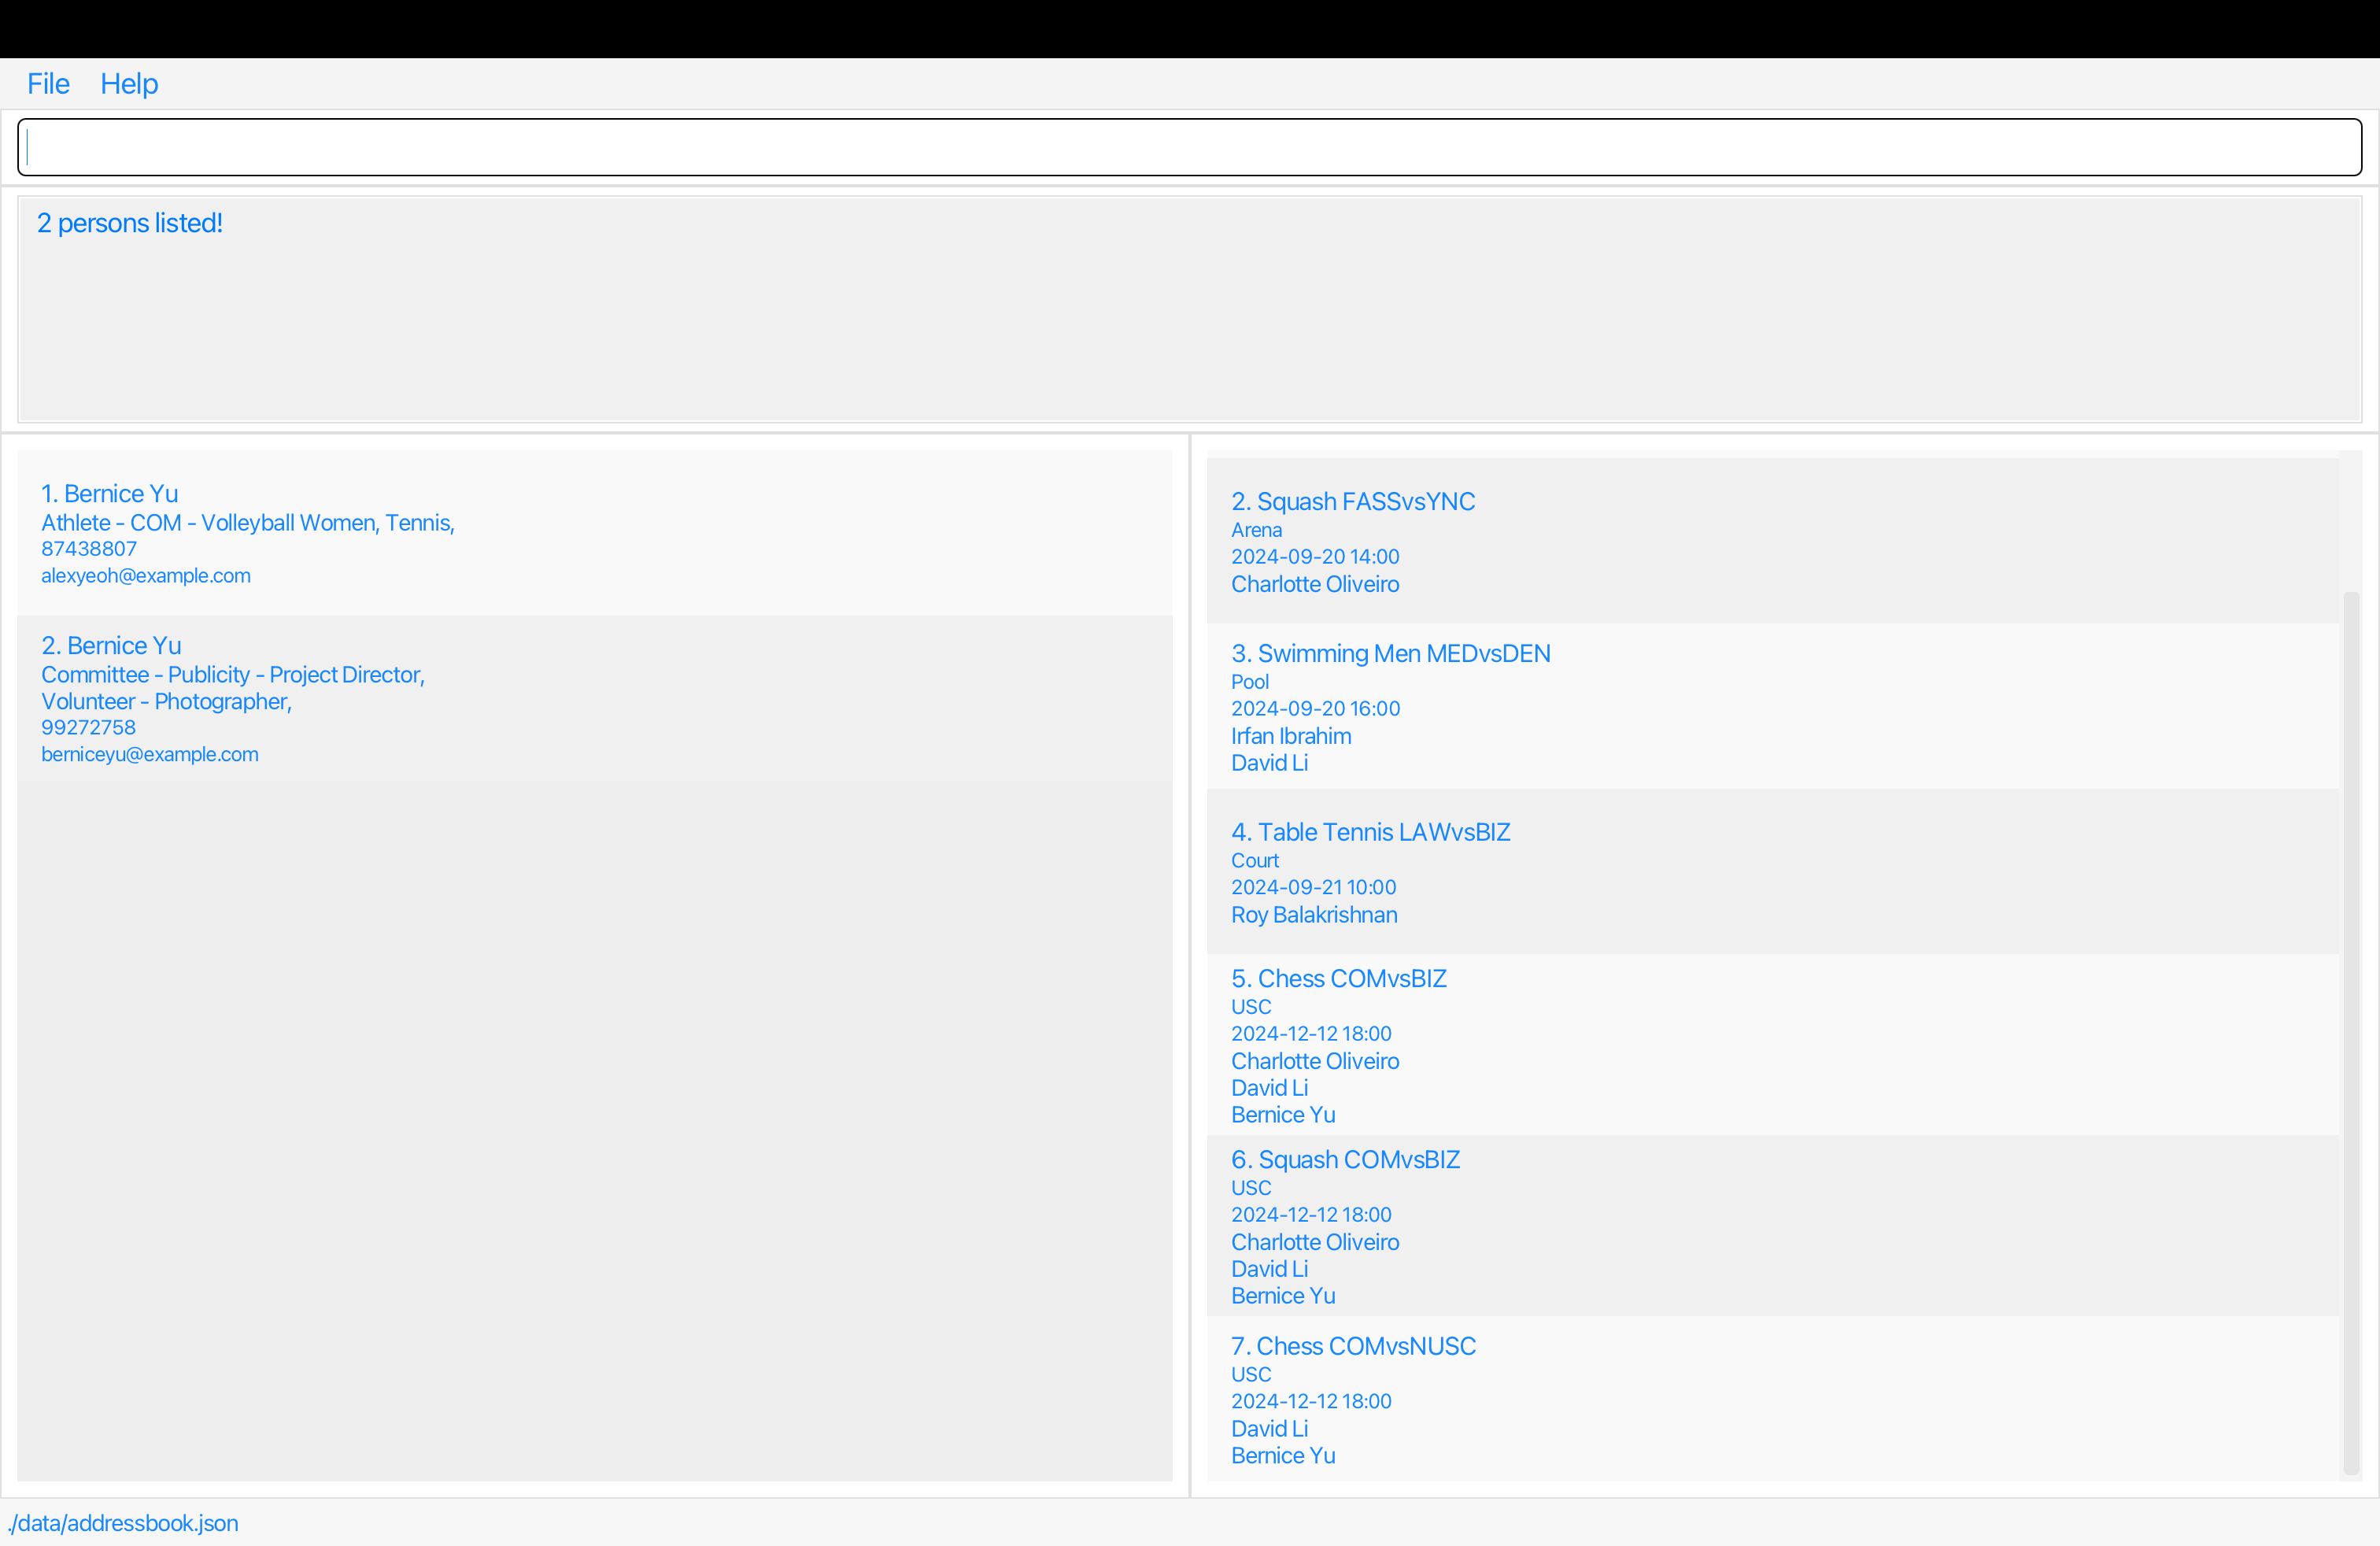 File Help
2 persons listed!
1. Bernice Yu
Athlete - COM - Volleyball Women, Tennis,
87438807
alexyeoh@example.com
2. Bernice Yu
Committee - Publicity - Project Director,
Volunteer - Photographer,
99272758
berniceyu@example.com
2. Squash FASSvsYNC
Arena
2024-09-20 14:00
Charlotte Oliveiro
3. Swimming Men MEDvsDEN
Pool
2024-09-20 16:00
Irfan Ibrahim
David Li
4. Table Tennis LAWvsBIZ
Court
2024-09-21 10:00
Roy Balakrishnan
5. Chess COMvsBIZ
USC
2024-12-12 18:00
Charlotte Oliveiro
David Li
Bernice Yu
6. Squash COMvsBIZ
USC
2024-12-12 18:00
Charlotte Oliveiro
David Li
Bernice Yu
7. Chess COMvsNUSC
USC
2024-12-12 18:00
David Li
Bernice Yu
./data/addressbook.json